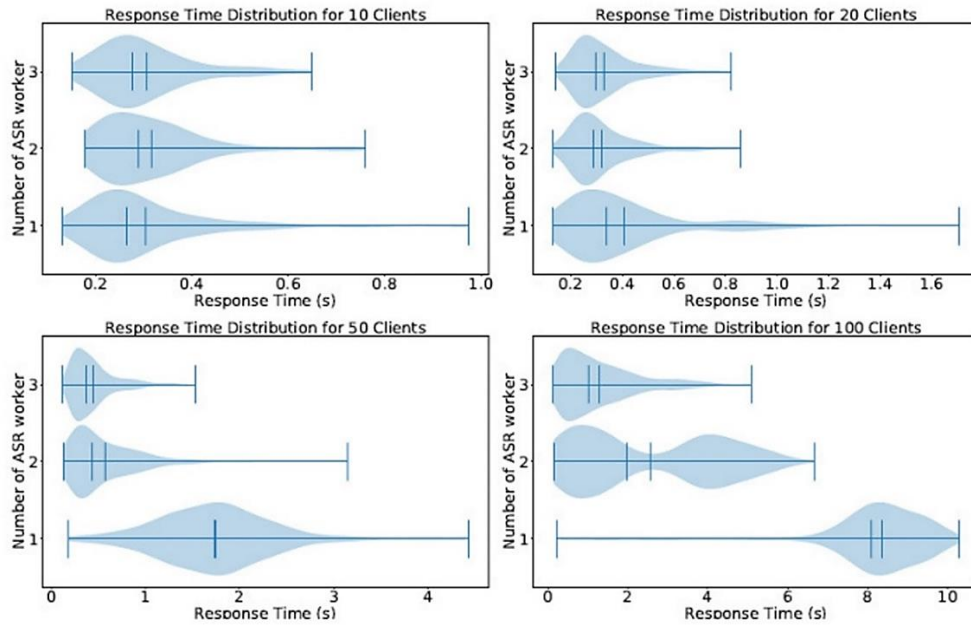 Response Time Distribution for 10 Clients
Number of ASR worker
3
2
1
0.2 0.4 0.6 0.8 1.0
Response Time (s)
Response Time Distribution for 20 Clients
Number of ASR worker
3
2
1
0.2 0.4 0.6 0.8 1.0 1.2 1.4 1.6
Response Time (s)
Response Time Distribution for 50 Clients
Number of ASR worker
3
2
1
0 1 2 3 4
Response Time (s)
Response Time Distribution for 100 Clients
Number of ASR worker
3
2
1
0 2 4 6 8 10
Response Time (s)